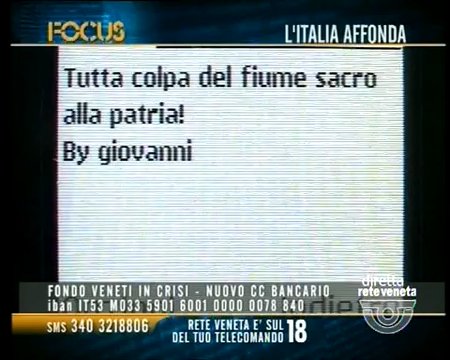 FOCUS
L'ITALIA AFFONDA
Tutta colpa del fiume sacro
alla patria!
By giovanni
FONDO VENETI IN CRISI - NUOVO CC BANCARIO
iban IT53 M033 5901 6001 0000 0078 840
diretta
reteveneta
SMS 340 3218806
RETE VENETA E' SUL
DEL TUO TELECOMANDO 18